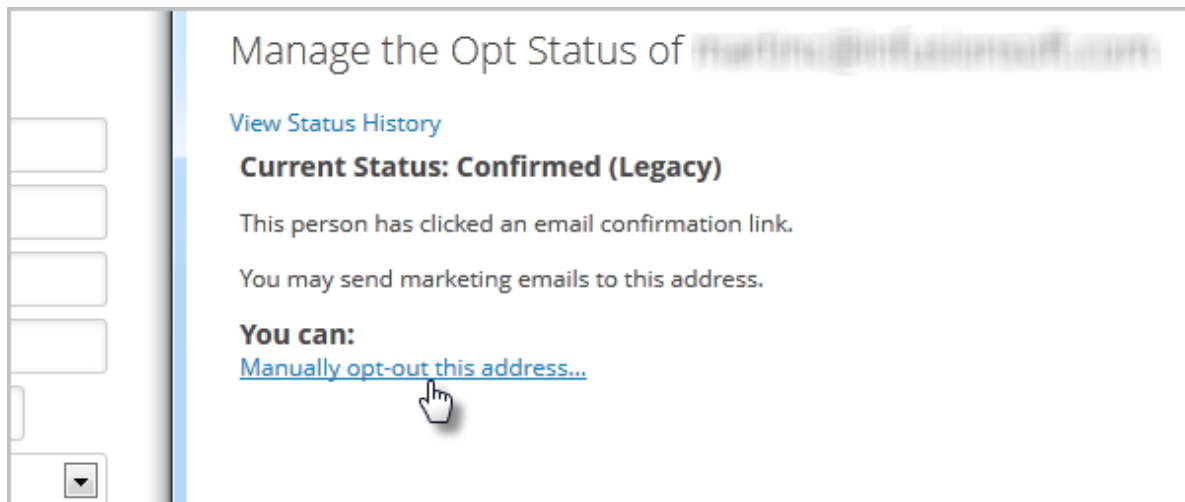 Manage the Opt Status of
View Status History
Current Status: Confirmed (Legacy)
This person has clicked an email confirmation link.
You may send marketing emails to this address.
You can:
Manually opt-out this address...